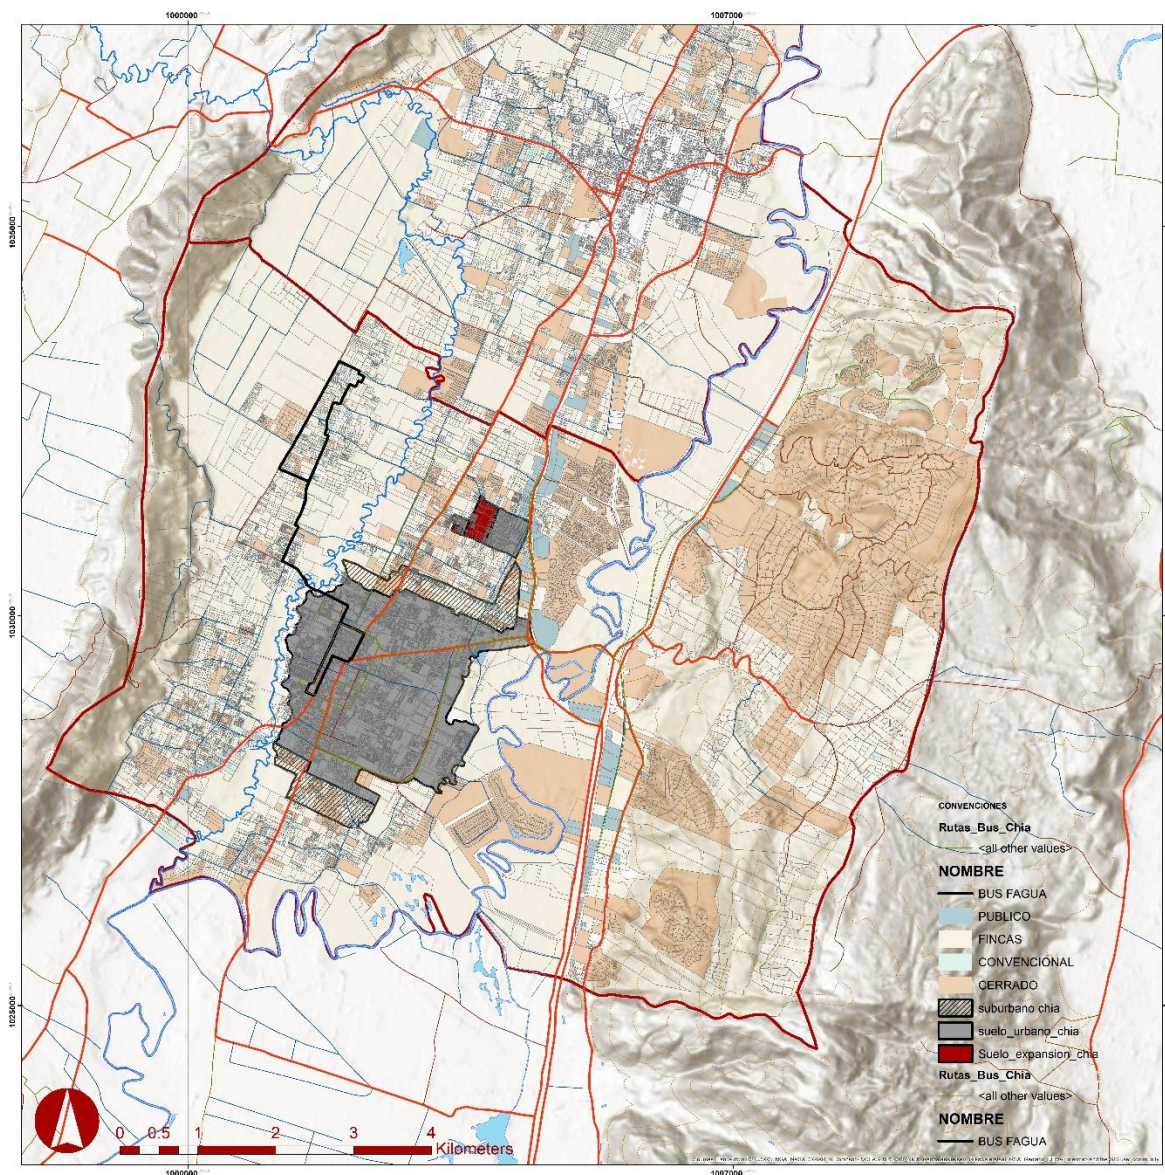 1000000
1007000
1035000
1030000
1025000
CONVENCIONES
Rutas_Bus_Chia
<all other values>
NOMBRE
BUS FAGUA
PUBLICO
FINCAS
CONVENCIONAL
CERRADO
suburbano chia
suelo_urbano_chia
Suelo_expansion_chia
Rutas_Bus_Chia
<all other values>
NOMBRE
BUS FAGUA
0 0.5 1 2 3 4
Kilometers
1000000
1007000